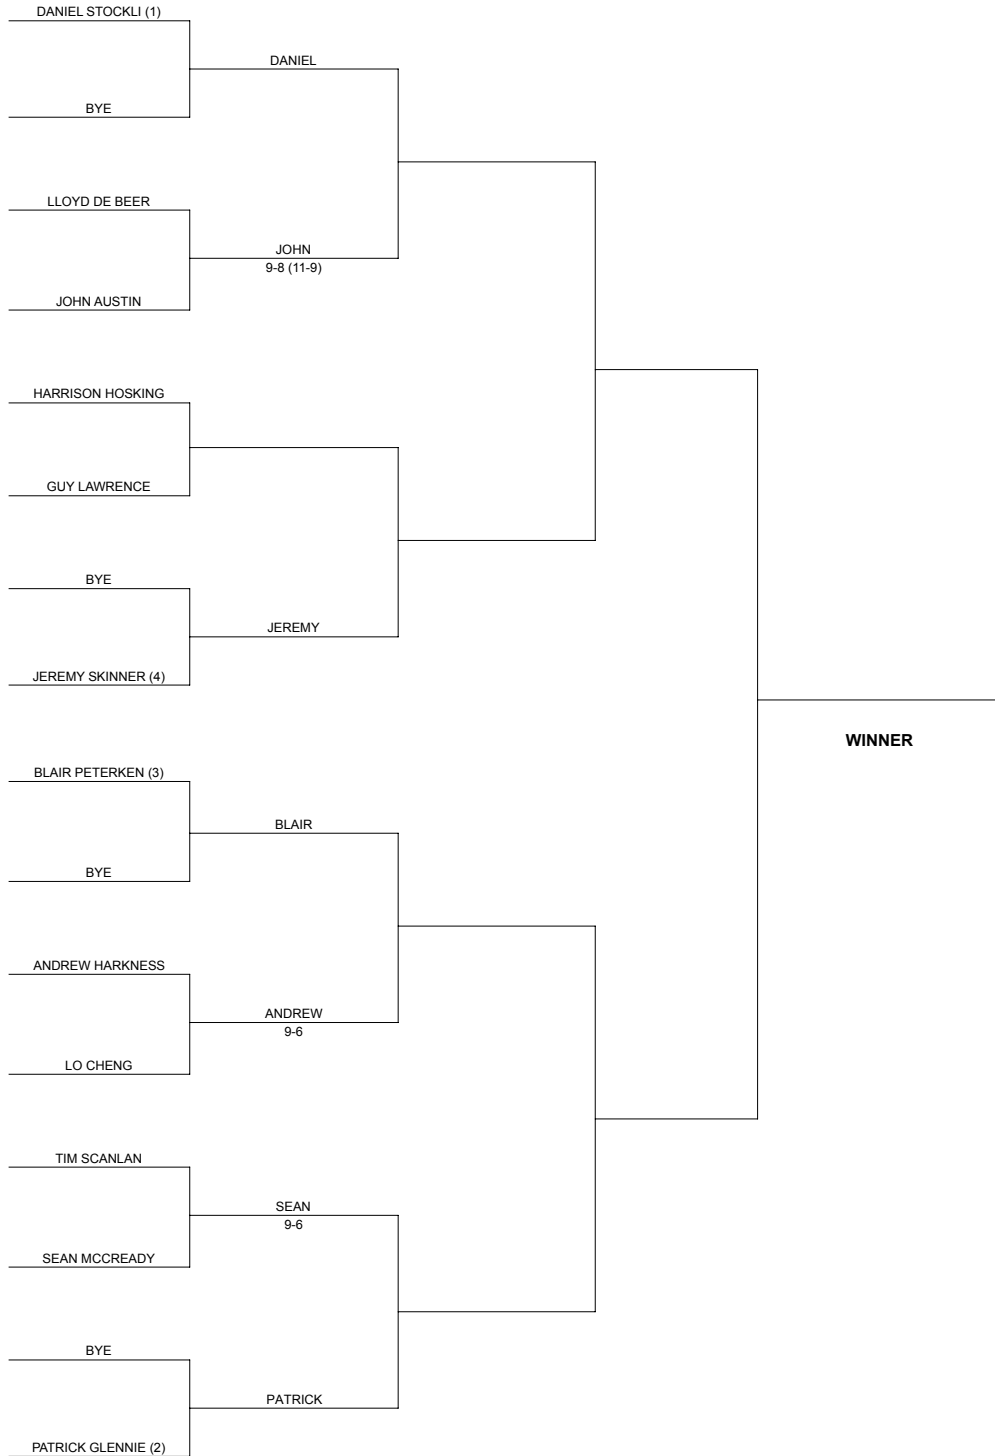 DANIEL STOCKLI (1)
DANIEL
BYE
LLOYD DE BEER
JOHN
9-8 (11-9)
JOHN AUSTIN
HARRISON HOSKING
GUY LAWRENCE
BYE
JEREMY
JEREMY SKINNER (4)
WINNER
BLAIR PETERKEN (3)
BLAIR
BYE
ANDREW HARKNESS
ANDREW
9-6
LO CHENG
TIM SCANLAN
SEAN
9-6
SEAN MCCREADY
BYE
PATRICK
PATRICK GLENNIE (2)